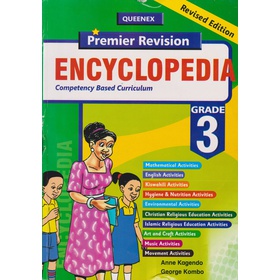 QUEENEX
Revised Edition
Premier Revision
ENCYCLOPEDIA
Competency Based Curriculum
GRADE
3
ENCYCLOPEDIA
Mathematical Activities
English Activities
Kiswahili Activities
Hygiene & Nutrition Activities
Environmental Activities
Christian Religious Education Activities
Islamic Religious Education Activities
Art and Craft Activities
Music Activities
Movement Activities
Anne Kagendo
George Kombo